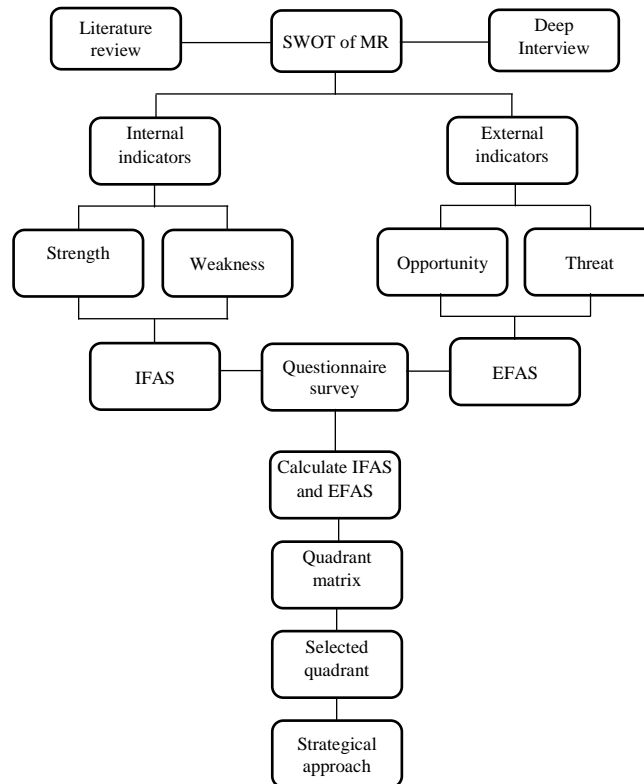 Literature
review
SWOT of MR
Deep
Interview
Internal
indicators
External
indicators
Strength
Weakness
Opportunity
Threat
IFAS
Questionnaire
survey
EFAS
Calculate IFAS
and EFAS
Quadrant
matrix
Selected
quadrant
Strategical
approach